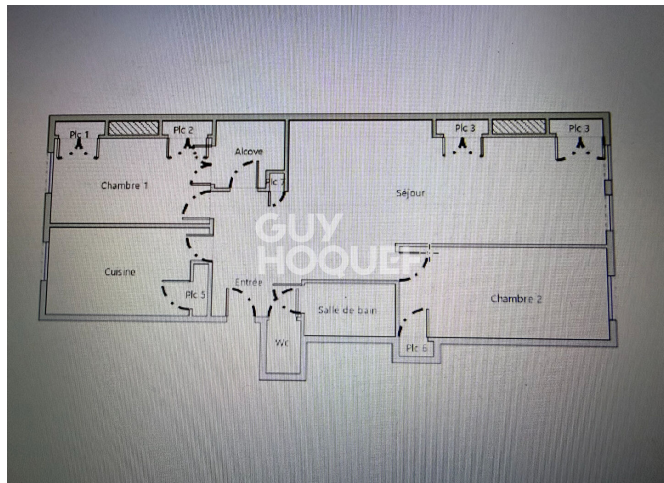 Plc 1
Plc 2
Alcove
Plc 3
Plc 3
Chambre 1
Plc 7
Séjour
GUY
HOQUET
Cuisine
Entrée
Plc 5
Salle de bain
Chambre 2
Wc
Plc 6